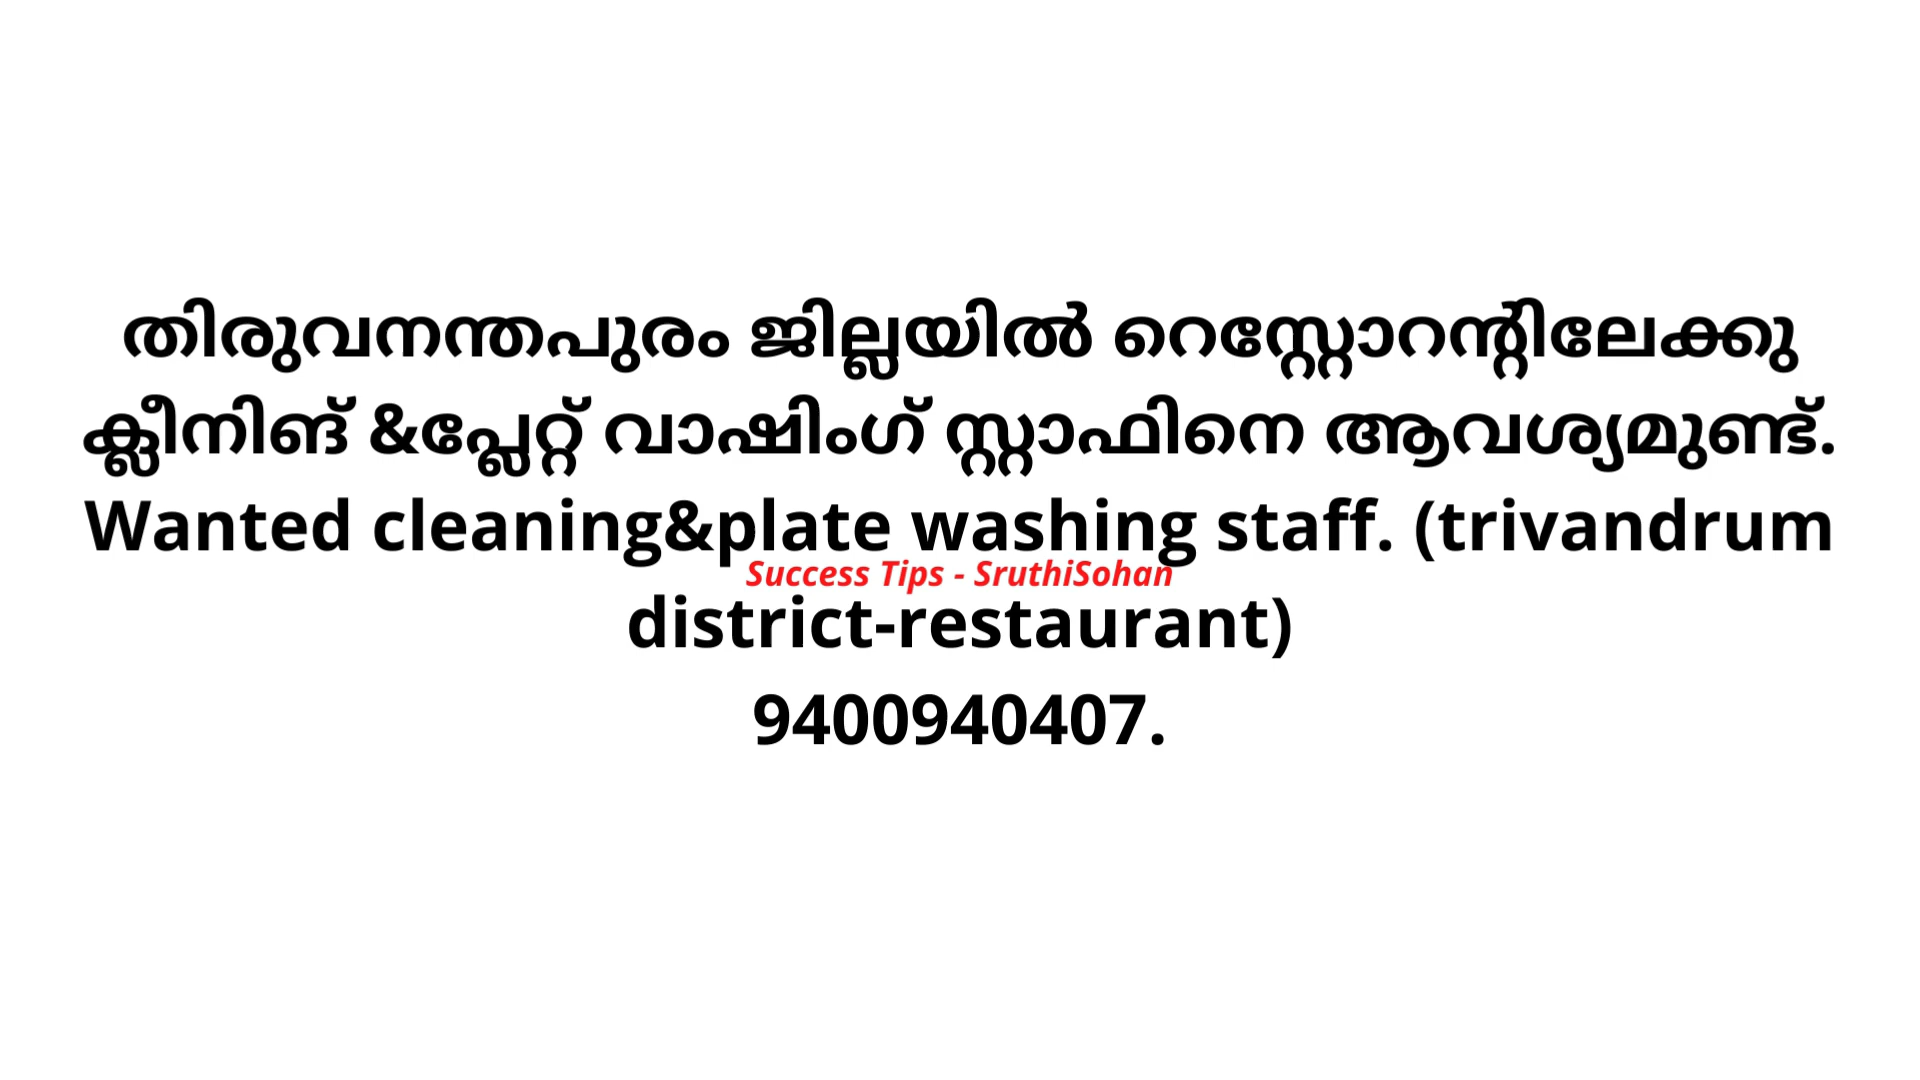 തിരുവനന്തപുരം ജില്ലയിൽ റെസ്റ്റോറന്റിലേക്കു
ക്ലീനിങ് &പ്ലേറ്റ് വാഷിംഗ് സ്റ്റാഫിനെ ആവശ്യമുണ്ട്.
Wanted cleaning&plate washing staff. (trivandrum
Success Tips - SruthiSohan
district-restaurant)
9400940407.